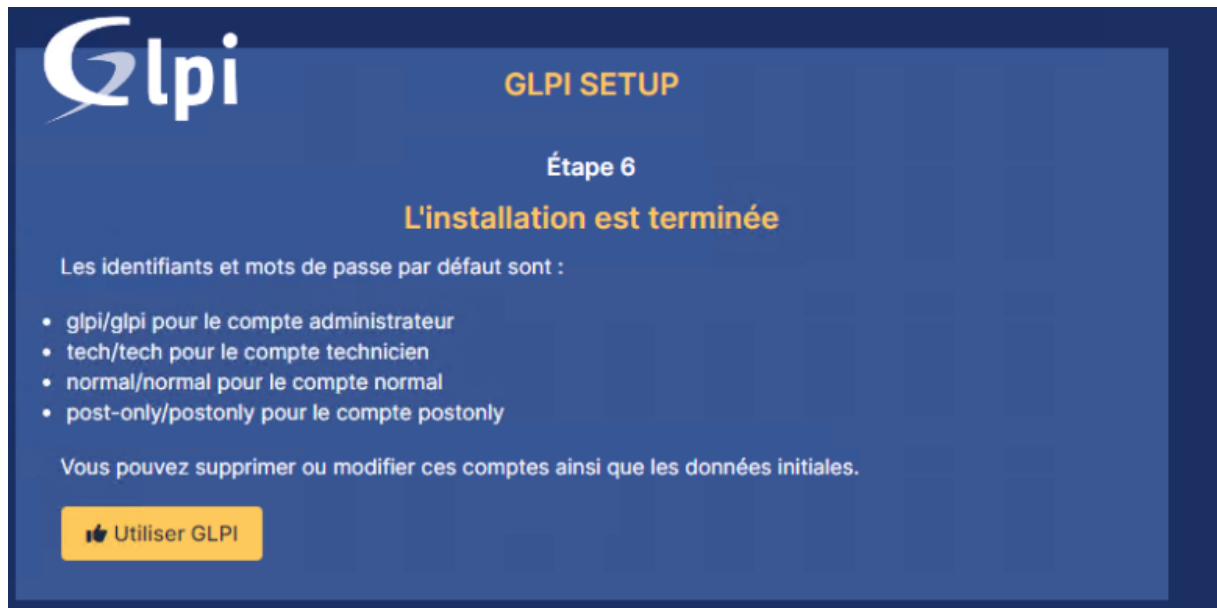 Glpi
GLPI SETUP
Étape 6
L'installation est terminée
Les identifiants et mots de passe par défaut sont :
• glpi/glpi pour le compte administrateur
• tech/tech pour le compte technicien
• normal/normal pour le compte normal
• post-only/postonly pour le compte postonly
Vous pouvez supprimer ou modifier ces comptes ainsi que les données initiales.
Utiliser GLPI